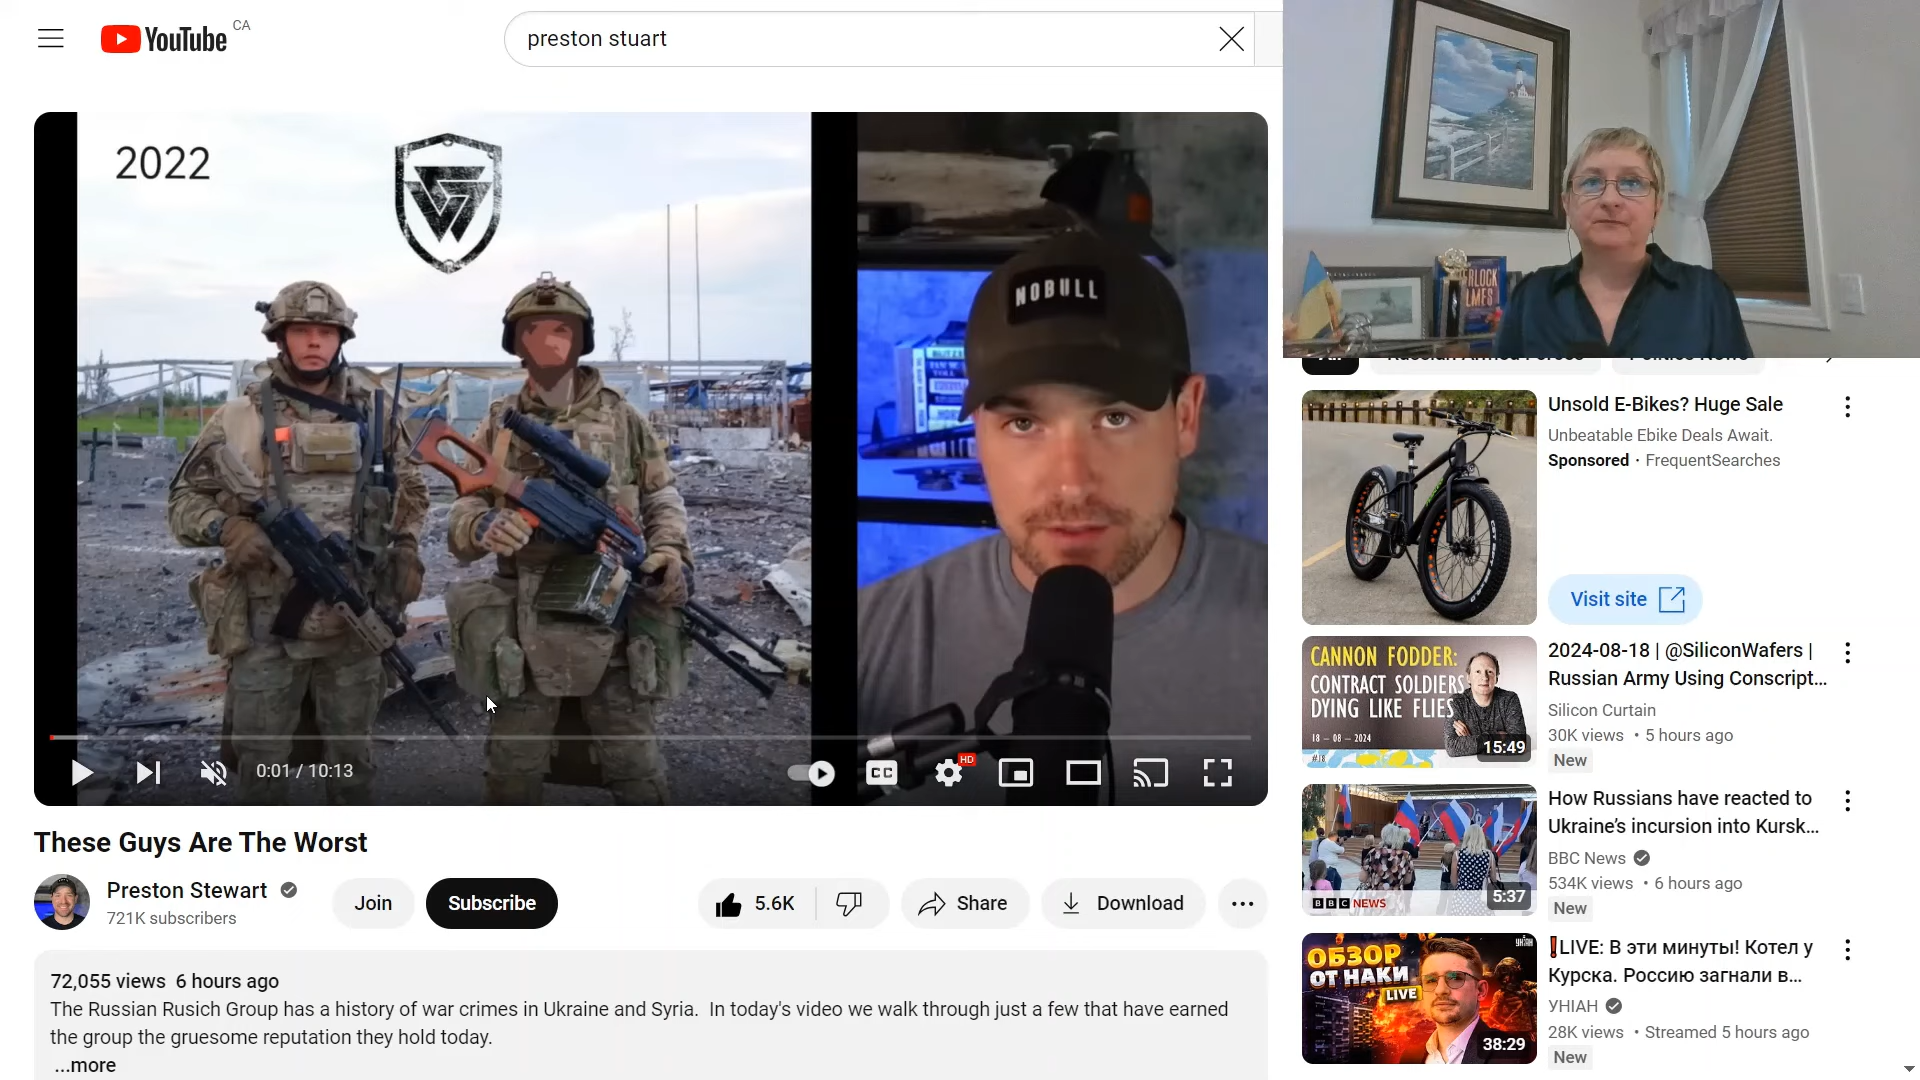 YouTube CA
preston stuart
2022
NOBULL
0:01 / 10:13
CC
HD
These Guys Are The Worst
Preston Stewart
721K subscribers
Join
Subscribe
5.6K
Share
Download
72,055 views 6 hours ago
The Russian Rusich Group has a history of war crimes in Ukraine and Syria. In today's video we walk through just a few that have earned
the group the gruesome reputation they hold today.
...more
Unsold E-Bikes? Huge Sale
Unbeatable Ebike Deals Await.
Sponsored · FrequentSearches
Visit site
CANNON FODDER:
CONTRACT SOLDIERS
DYING LIKE FLIES
18 – 08 – 2024
15:49
2024-08-18 | @SiliconWafers |
Russian Army Using Conscript...
Silicon Curtain
30K views • 5 hours ago
New
BBC NEWS
5:37
How Russians have reacted to
Ukraine's incursion into Kursk...
BBC News
534K views • 6 hours ago
New
ОБЗОР
ОТ НАКИ
LIVE
УНІАН
38:29
❗LIVE: В эти минуты! Котел у
Курска. Россию загнали в...
УНІАН
28K views • Streamed 5 hours ago
New